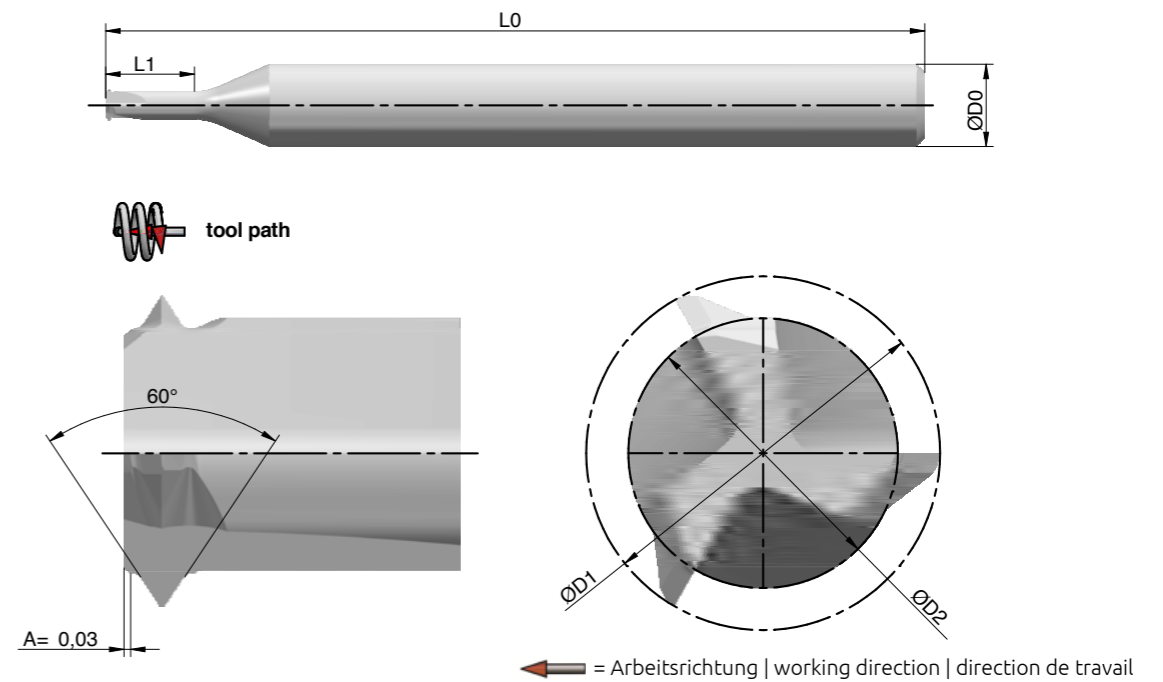 L0
L1
ØD0
tool path
60°
ØD1
ØD2
A= 0,03
= Arbeitsrichtung | working direction | direction de travail